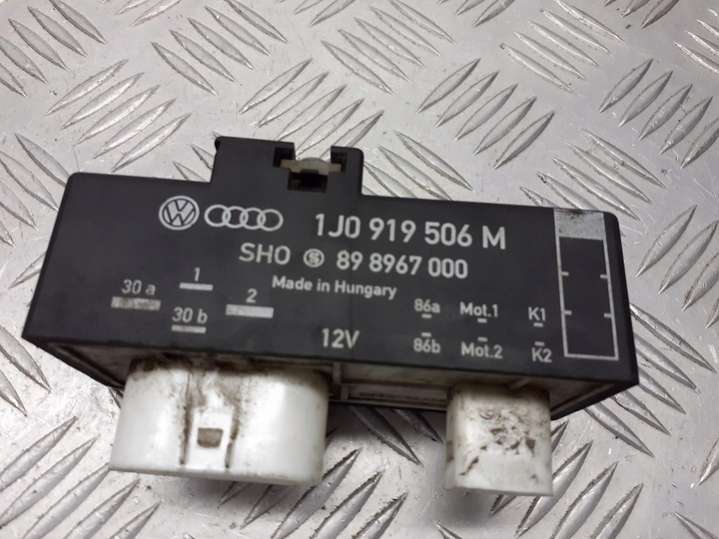 1J0 919 506 M
SHO 89 8967 000
Made in Hungary
30 a 1 2 86a Mot.1 K1
30 b 12V 86b Mot.2 K2